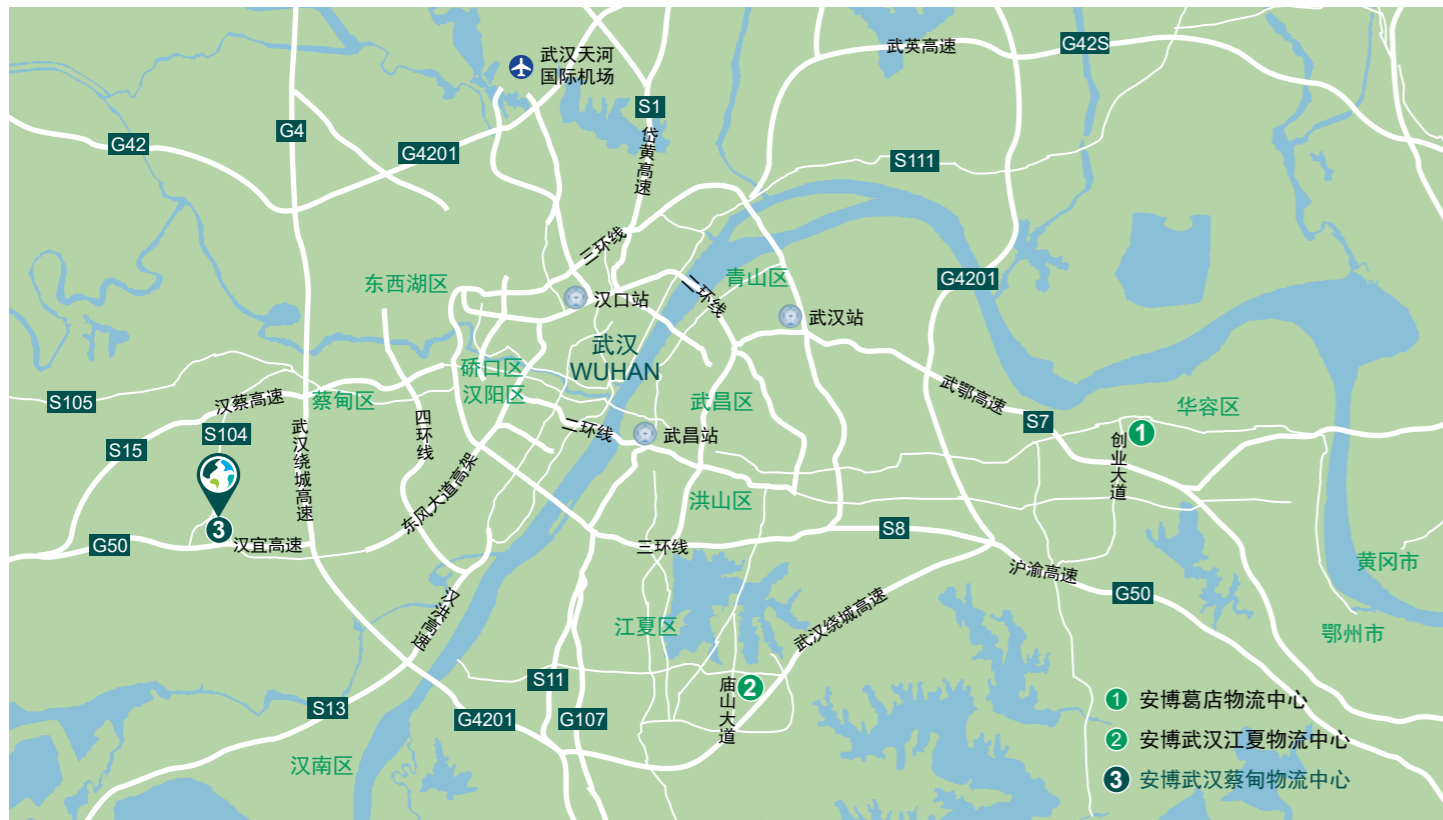 武汉天河
国际机场
武英高速
G42S
S1
G4
G42
G4201
岱黄高速
S111
三环线
东西湖区
汉口站
二环线
青山区
G4201
武汉站
武汉
WUHAN
硚口区
汉阳区
武昌区
武鄂高速
S105
汉蔡高速
蔡甸区
华容区
S7
1
S15
S104
武汉绕城高速
四环线
二环线
武昌站
创业大道
东风大道高架
洪山区
3
G50
汉宜高速
三环线
S8
沪渝高速
黄冈市
G50
汉洪高速
江夏区
武汉绕城高速
鄂州市
S11
庙山大道
2
S13
G4201
G107
汉南区
1 安博葛店物流中心
2 安博武汉江夏物流中心
3 安博武汉蔡甸物流中心